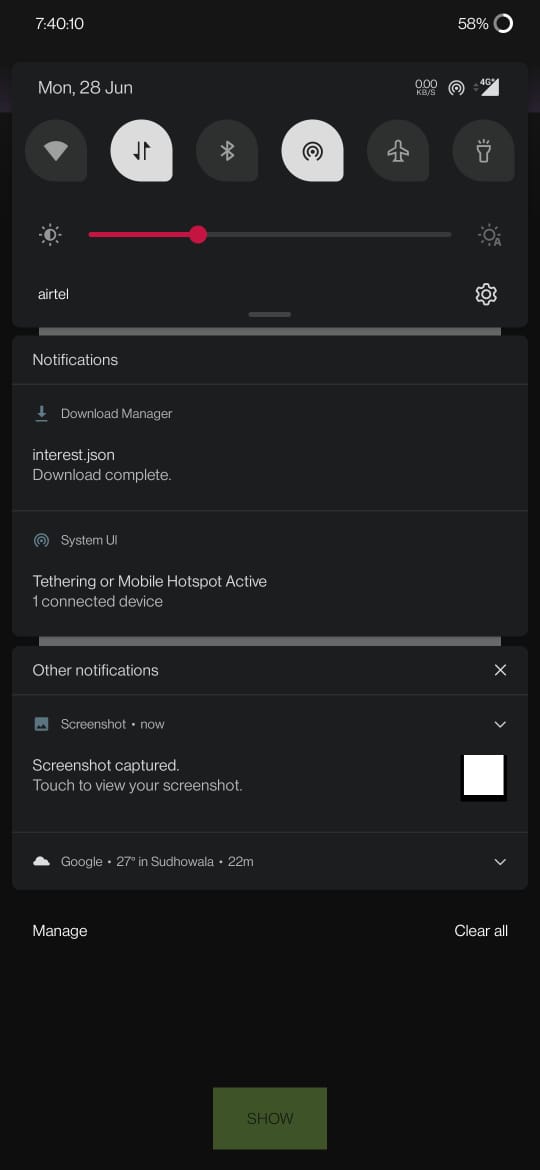 7:40:10 58%
Mon, 28 Jun 0.00 KB/S 4G+
A
airtel
Notifications
Download Manager
interest.json
Download complete.
System UI
Tethering or Mobile Hotspot Active
1 connected device
Other notifications
Screenshot • now
Screenshot captured.
Touch to view your screenshot.
Google • 27° in Sudhowala • 22m
Manage Clear all
SHOW